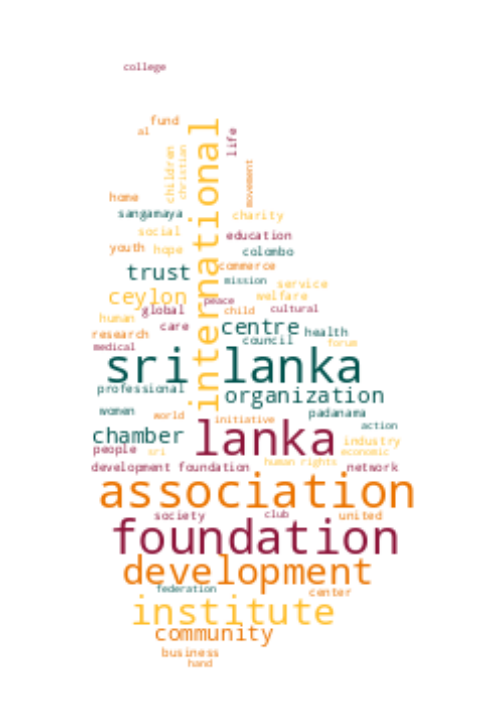 college
fund
al
life
international
children
christian
movement
home
sangamaya
charity
social
education
youth
hope
colombo
trust
commerce
mission
service
ceylon
peace
welfare
global
child
cultural
human
care
centre
health
research
council
forum
medical
sri lanka
professional
organization
women
world
initiative
padanama
action
chamber
lanka
industry
people
sri
economic
development foundation
human rights
network
association
society
club
united
foundation
development
federation
center
institute
community
business
hand